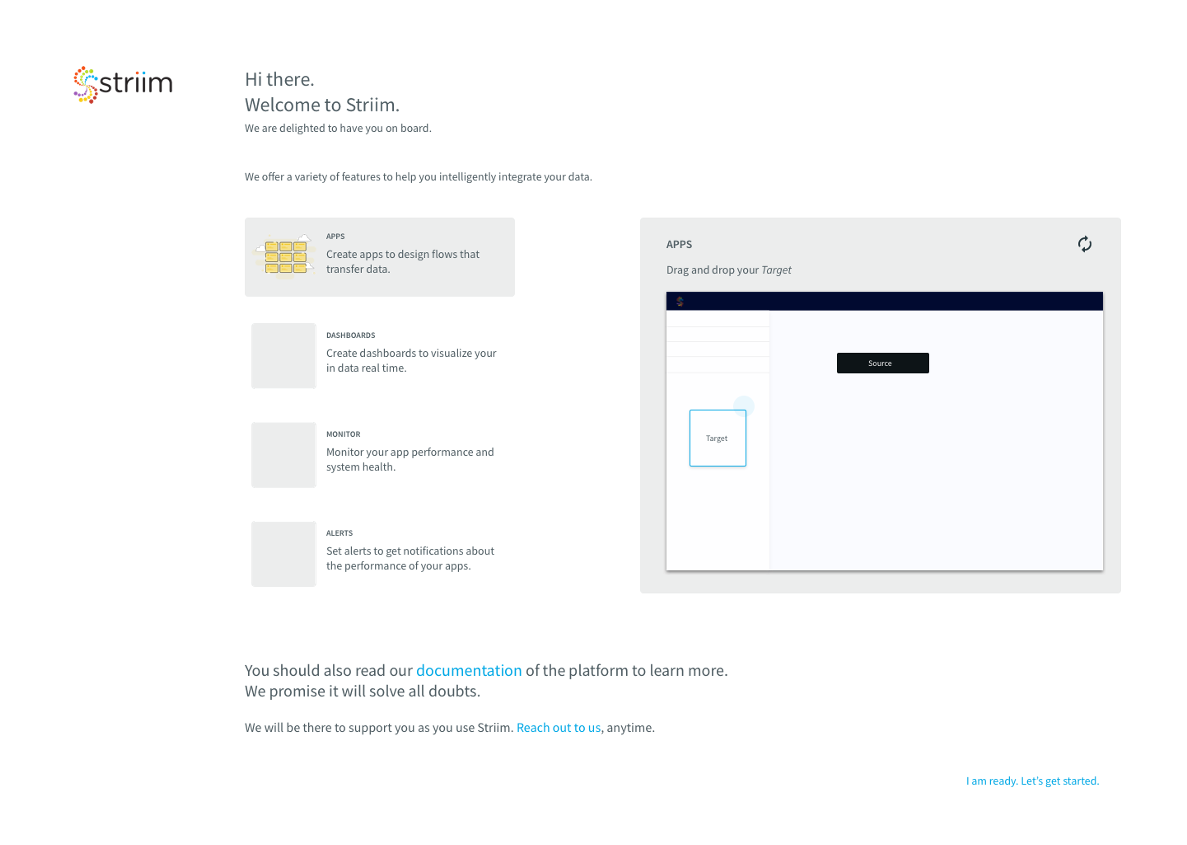 striim
Hi there.
Welcome to Striim.
We are delighted to have you on board.
We offer a variety of features to help you intelligently integrate your data.
APPS
Create apps to design flows that
transfer data.
DASHBOARDS
Create dashboards to visualize your
in data real time.
MONITOR
Monitor your app performance and
system health.
ALERTS
Set alerts to get notifications about
the performance of your apps.
APPS
Drag and drop your Target
Source
Target
You should also read our documentation of the platform to learn more.
We promise it will solve all doubts.
We will be there to support you as you use Striim. Reach out to us, anytime.
I am ready. Let's get started.